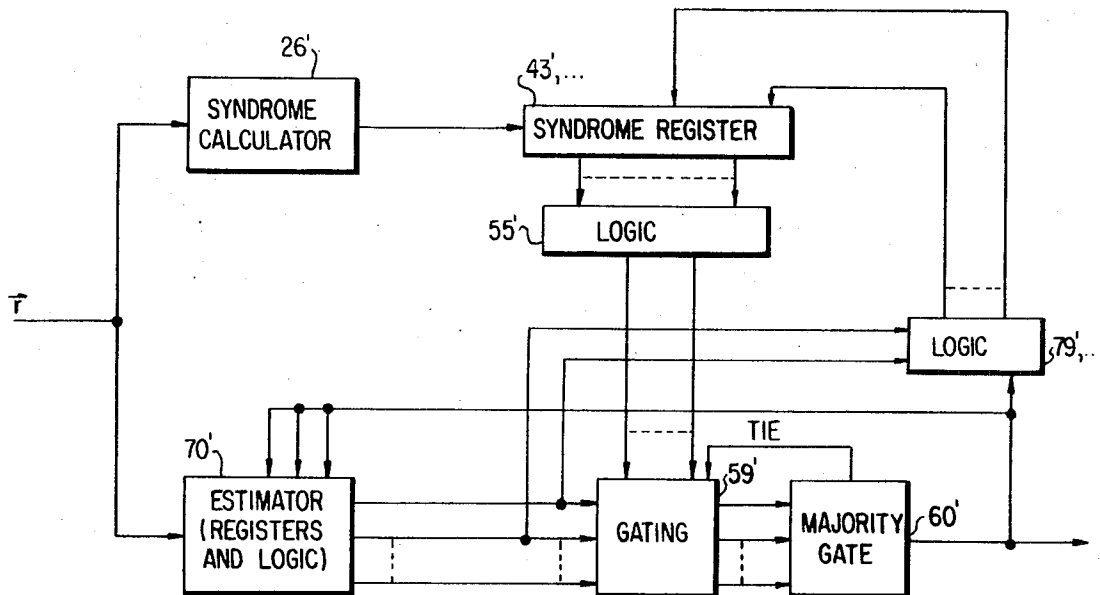 26'
SYNDROME
CALCULATOR
43',...
SYNDROME REGISTER
55'
LOGIC
r
LOGIC
79',..
TIE
70'
ESTIMATOR
(REGISTERS
AND LOGIC)
59'
GATING
MAJORITY
GATE
60'